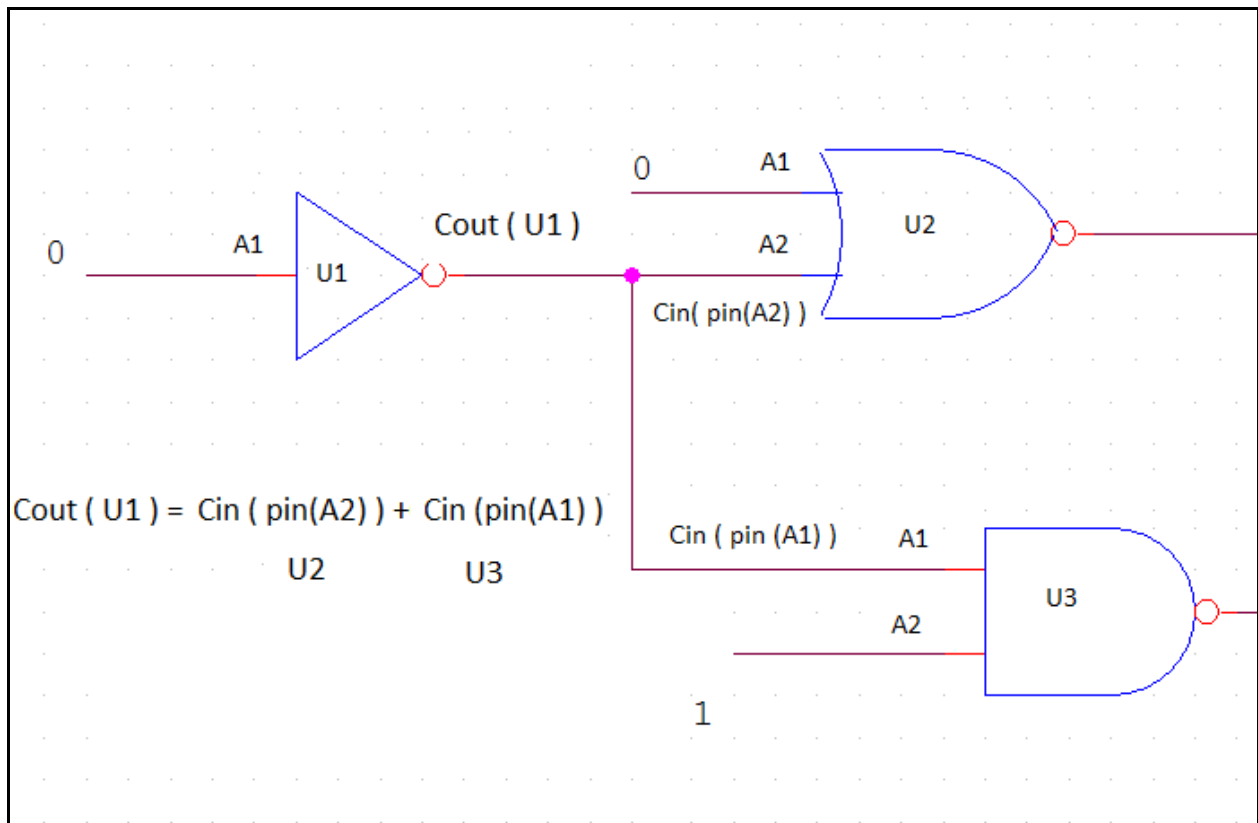 0
A1
U2
Cout ( U1 )
0
A1
A2
U1
Cin( pin(A2) )
Cout ( U1 ) = Cin ( pin(A2) ) + Cin (pin(A1) )
U2 U3
Cin ( pin (A1) )
A1
U3
A2
1